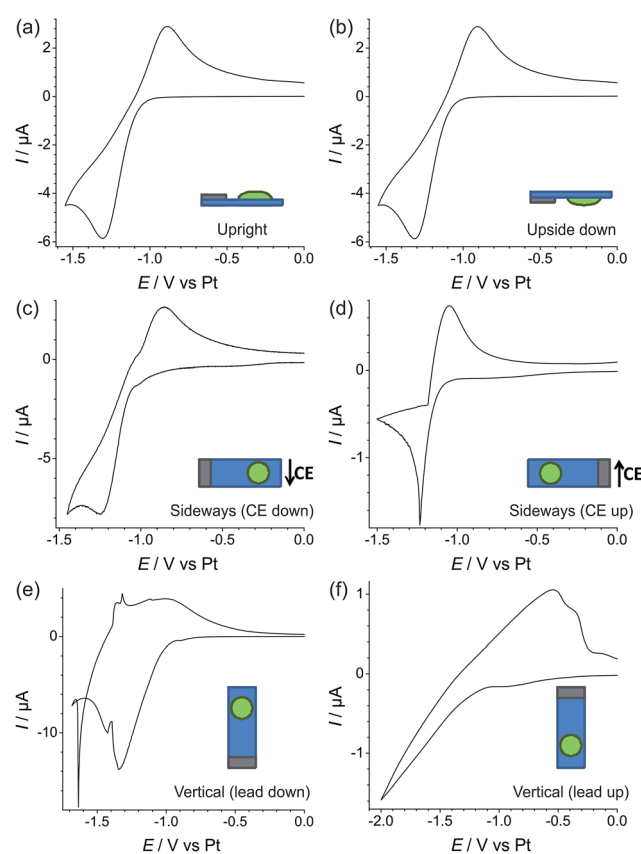 (a)
2
0
-2
-4
-6
I / µA
Upright
-1.5 -1.0 -0.5 0.0
E / V vs Pt
(b)
2
0
-2
-4
-6
I / µA
Upside down
-1.5 -1.0 -0.5 0.0
E / V vs Pt
(c)
0
-5
I / µA
CE
Sideways (CE down)
-1.5 -1.0 -0.5 0.0
E / V vs Pt
(d)
0
-1
I / µA
CE
Sideways (CE up)
-1.5 -1.0 -0.5 0.0
E / V vs Pt
(e)
0
-10
I / µA
Vertical (lead down)
-1.5 -1.0 -0.5 0.0
E / V vs Pt
(f)
1
0
-1
I / µA
Vertical (lead up)
-2.0 -1.5 -1.0 -0.5 0.0
E / V vs Pt